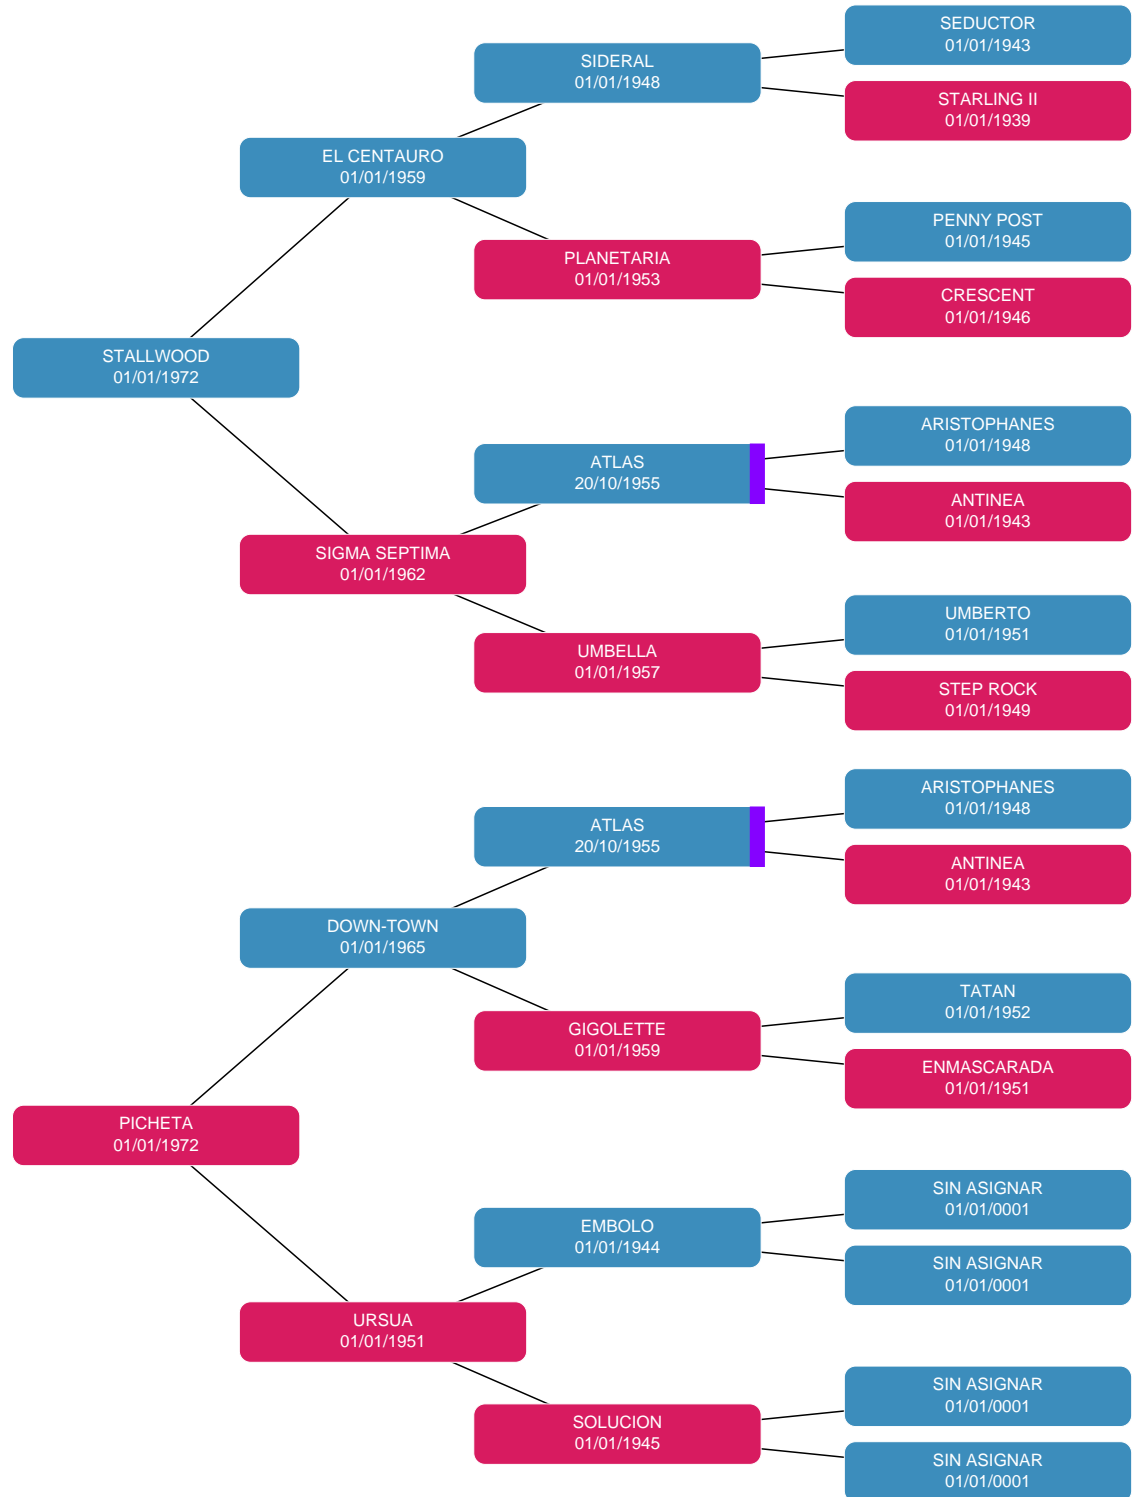 SEDUCTOR
01/01/1943
SIDERAL
01/01/1948
STARLING II
01/01/1939
EL CENTAURO
01/01/1959
PENNY POST
01/01/1945
PLANETARIA
01/01/1953
CRESCENT
01/01/1946
STALLWOOD
01/01/1972
ARISTOPHANES
01/01/1948
ATLAS
20/10/1955
ANTINEA
01/01/1943
SIGMA SEPTIMA
01/01/1962
UMBERTO
01/01/1951
UMBELLA
01/01/1957
STEP ROCK
01/01/1949
ARISTOPHANES
01/01/1948
ATLAS
20/10/1955
ANTINEA
01/01/1943
DOWN-TOWN
01/01/1965
TATAN
01/01/1952
GIGOLETTE
01/01/1959
ENMASCARADA
01/01/1951
PICHETA
01/01/1972
SIN ASIGNAR
01/01/0001
EMBOLO
01/01/1944
SIN ASIGNAR
01/01/0001
URSUA
01/01/1951
SIN ASIGNAR
01/01/0001
SOLUCION
01/01/1945
SIN ASIGNAR
01/01/0001